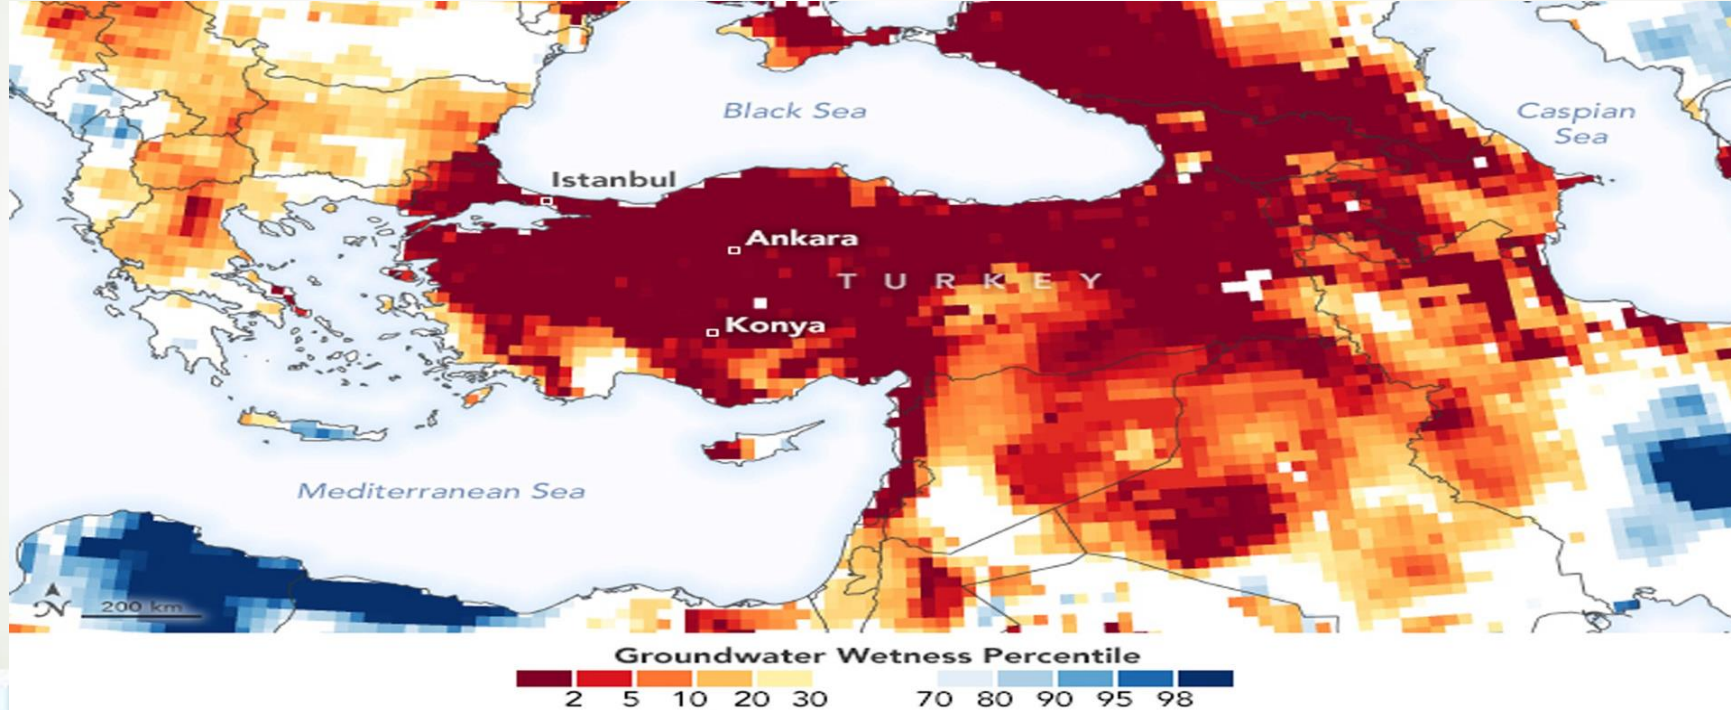 Black Sea
Caspian
Sea
Istanbul
Ankara
TURKEY
Konya
Mediterranean Sea
N
200 km
Groundwater Wetness Percentile
2 5 10 20 30 70 80 90 95 98